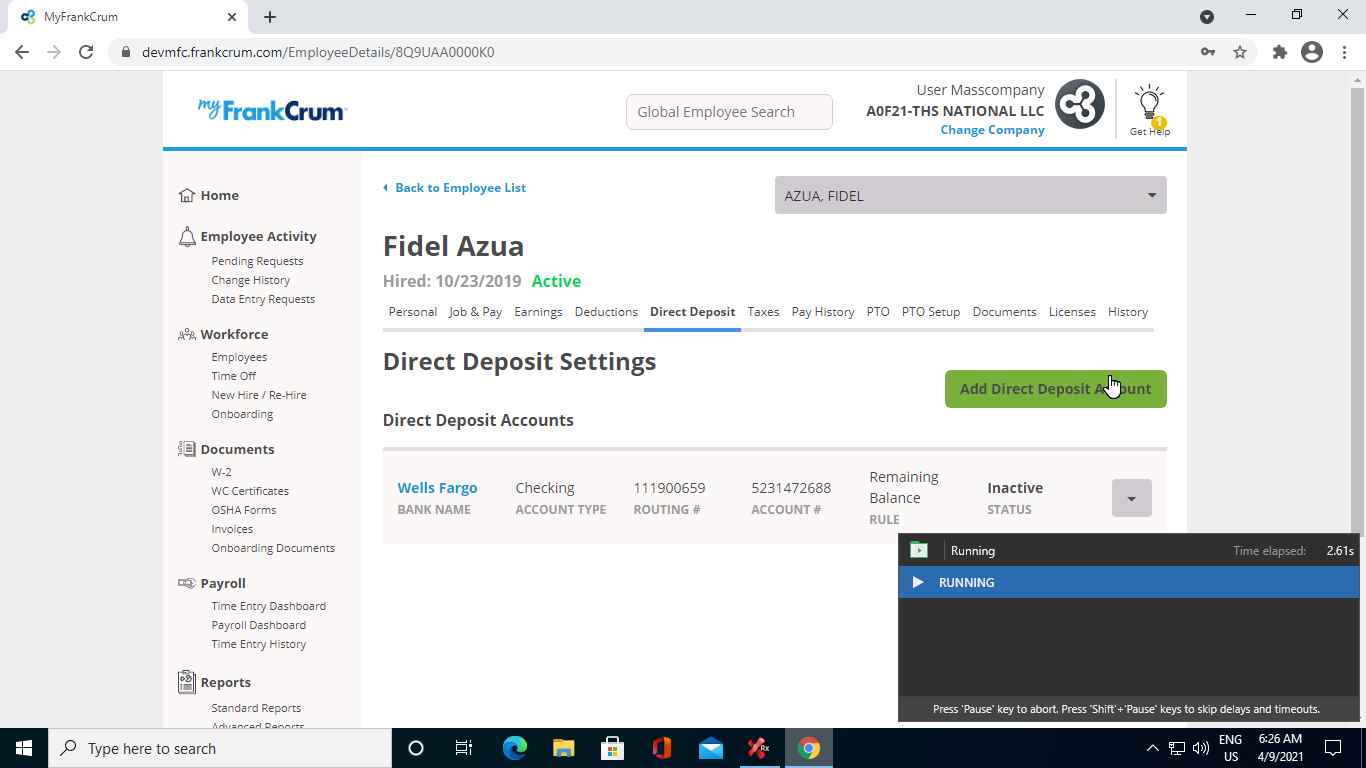 MyFrankCrum
devmfc.frankcrum.com/EmployeeDetails/8Q9UAA0000K0
myFrankCrum
Global Employee Search
User Masscompany
A0F21-THS NATIONAL LLC
Change Company
1
Get Help
Home
Employee Activity
Pending Requests
Change History
Data Entry Requests
Workforce
Employees
Time Off
New Hire / Re-Hire
Onboarding
Documents
W-2
WC Certificates
OSHA Forms
Invoices
Onboarding Documents
Payroll
Time Entry Dashboard
Payroll Dashboard
Time Entry History
Reports
Standard Reports
Advanced Reports
Back to Employee List
AZUA, FIDEL
Fidel Azua
Hired: 10/23/2019 Active
Personal Job & Pay Earnings Deductions Direct Deposit Taxes Pay History PTO PTO Setup Documents Licenses History
Direct Deposit Settings
Add Direct Deposit Account
Direct Deposit Accounts
Wells Fargo
BANK NAME
Checking
ACCOUNT TYPE
111900659
ROUTING #
5231472688
ACCOUNT #
Remaining
Balance
RULE
Inactive
STATUS
Running
Time elapsed: 2.61s
RUNNING
Press 'Pause' key to abort. Press 'Shift'+'Pause' keys to skip delays and timeouts.
Type here to search
Rx
ENG
US
6:26 AM
4/9/2021